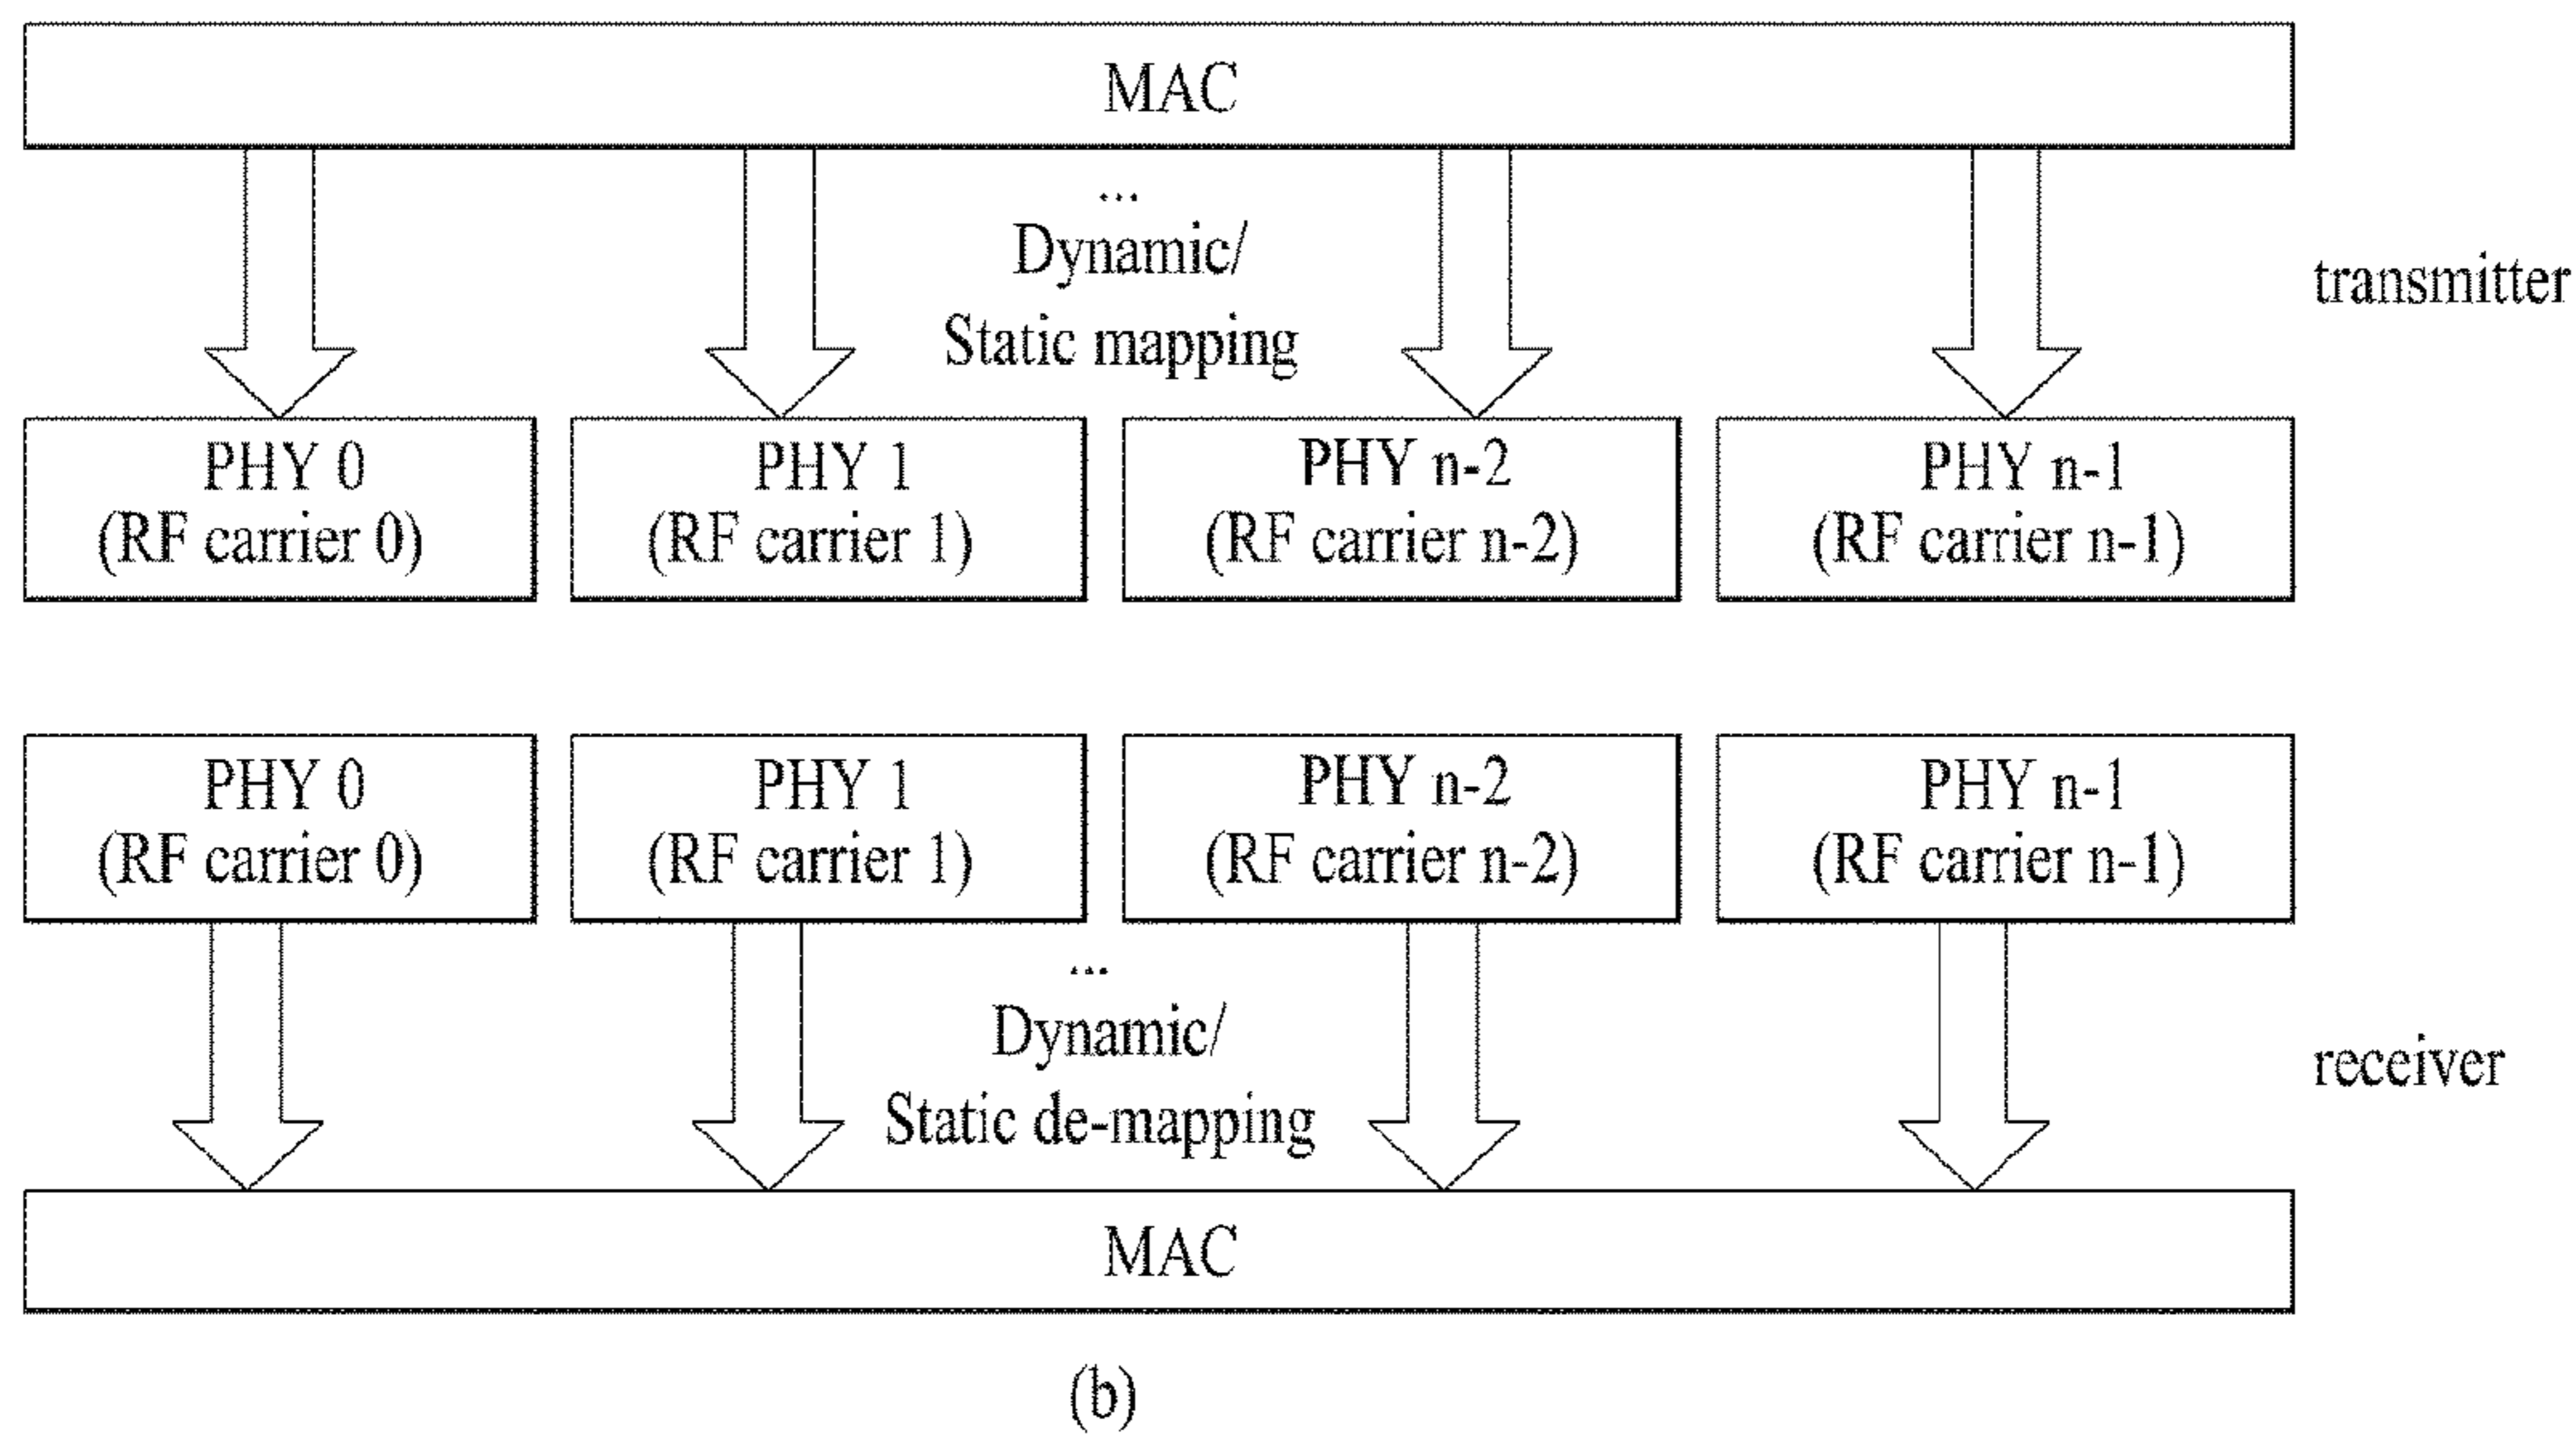 MAC
...
Dynamic/
Static mapping
transmitter
PHY 0
(RF carrier 0)
PHY 1
(RF carrier 1)
PHY n-2
(RF carrier n-2)
PHY n-1
(RF carrier n-1)
PHY 0
(RF carrier 0)
PHY 1
(RF carrier 1)
PHY n-2
(RF carrier n-2)
PHY n-1
(RF carrier n-1)
...
Dynamic/
Static de-mapping
receiver
MAC
(b)